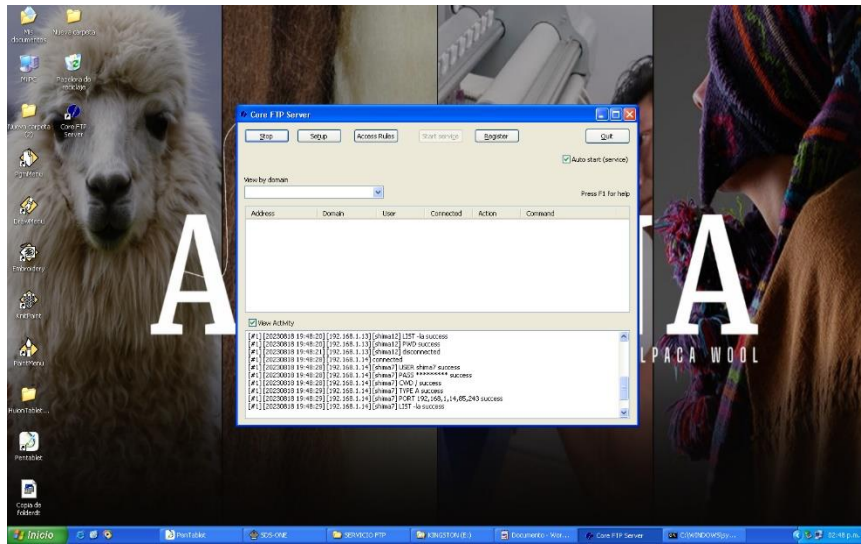 Mis documentos
Nueva carpeta
Mi PC
Papelera de reciclaje
Nueva carpeta (2)
Core FTP Server
PgmMenu
DrawMenu
Embroidery
KnitPaint
PaintMenu
HuionTablet...
Pentablet
Copia de folderdt
Core FTP Server
Stop
Setup
Access Rules
Start service
Register
Quit
Auto start (service)
View by domain
Press F1 for help
Address Domain User Connected Action Command
View Activity
[#1] [20230818 19:48:20] [192.168.1.13] [shima12] LIST -la success
[#1] [20230818 19:48:20] [192.168.1.13] [shima12] PWD success
[#1] [20230818 19:48:21] [192.168.1.13] [shima12] disconnected
[#1] [20230818 19:48:28] [192.168.1.14] connected
[#1] [20230818 19:48:28] [192.168.1.14] [shima7] USER shima7 success
[#1] [20230818 19:48:28] [192.168.1.14] [shima7] PASS ********* success
[#1] [20230818 19:48:28] [192.168.1.14] [shima7] CWD / success
[#1] [20230818 19:48:29] [192.168.1.14] [shima7] TYPE A success
[#1] [20230818 19:48:29] [192.168.1.14] [shima7] PORT 192,168,1,14,85,243 success
[#1] [20230818 19:48:29] [192.168.1.14] [shima7] LIST -la success
A
M
A
LPACA WOOL
Inicio
PenTablet
SDS-ONE
SERVICIO FTP
KINGSTON (E:)
Documento - Wor...
Core FTP Server
C:\WINDOWS\sy...
02:48 p.m.